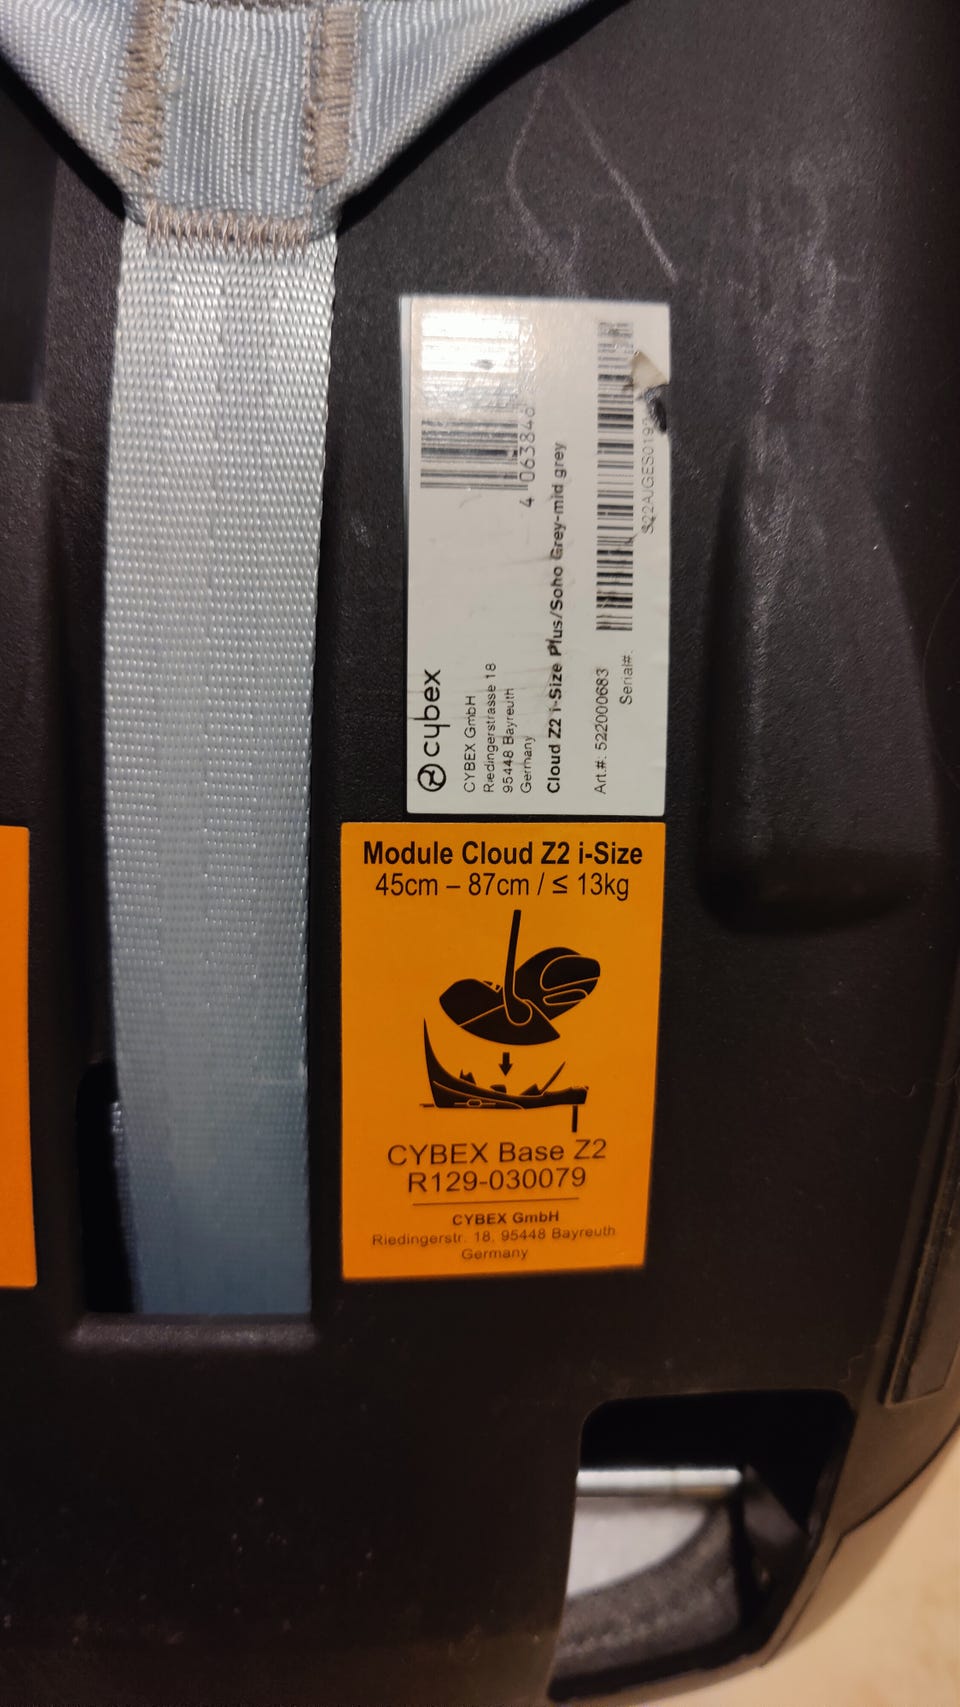 cybex
CYBEX GmbH
Riedingerstrasse 18
95448 Bayreuth
Germany
4 063846
Cloud Z2 i-Size Plus/Soho Grey-mid grey
Art.#: 522000683
Serial#:
Module Cloud Z2 i-Size
45cm – 87cm / ≤ 13kg
CYBEX Base Z2
R129-030079
CYBEX GmbH
Riedingerstr. 18, 95448 Bayreuth
Germany